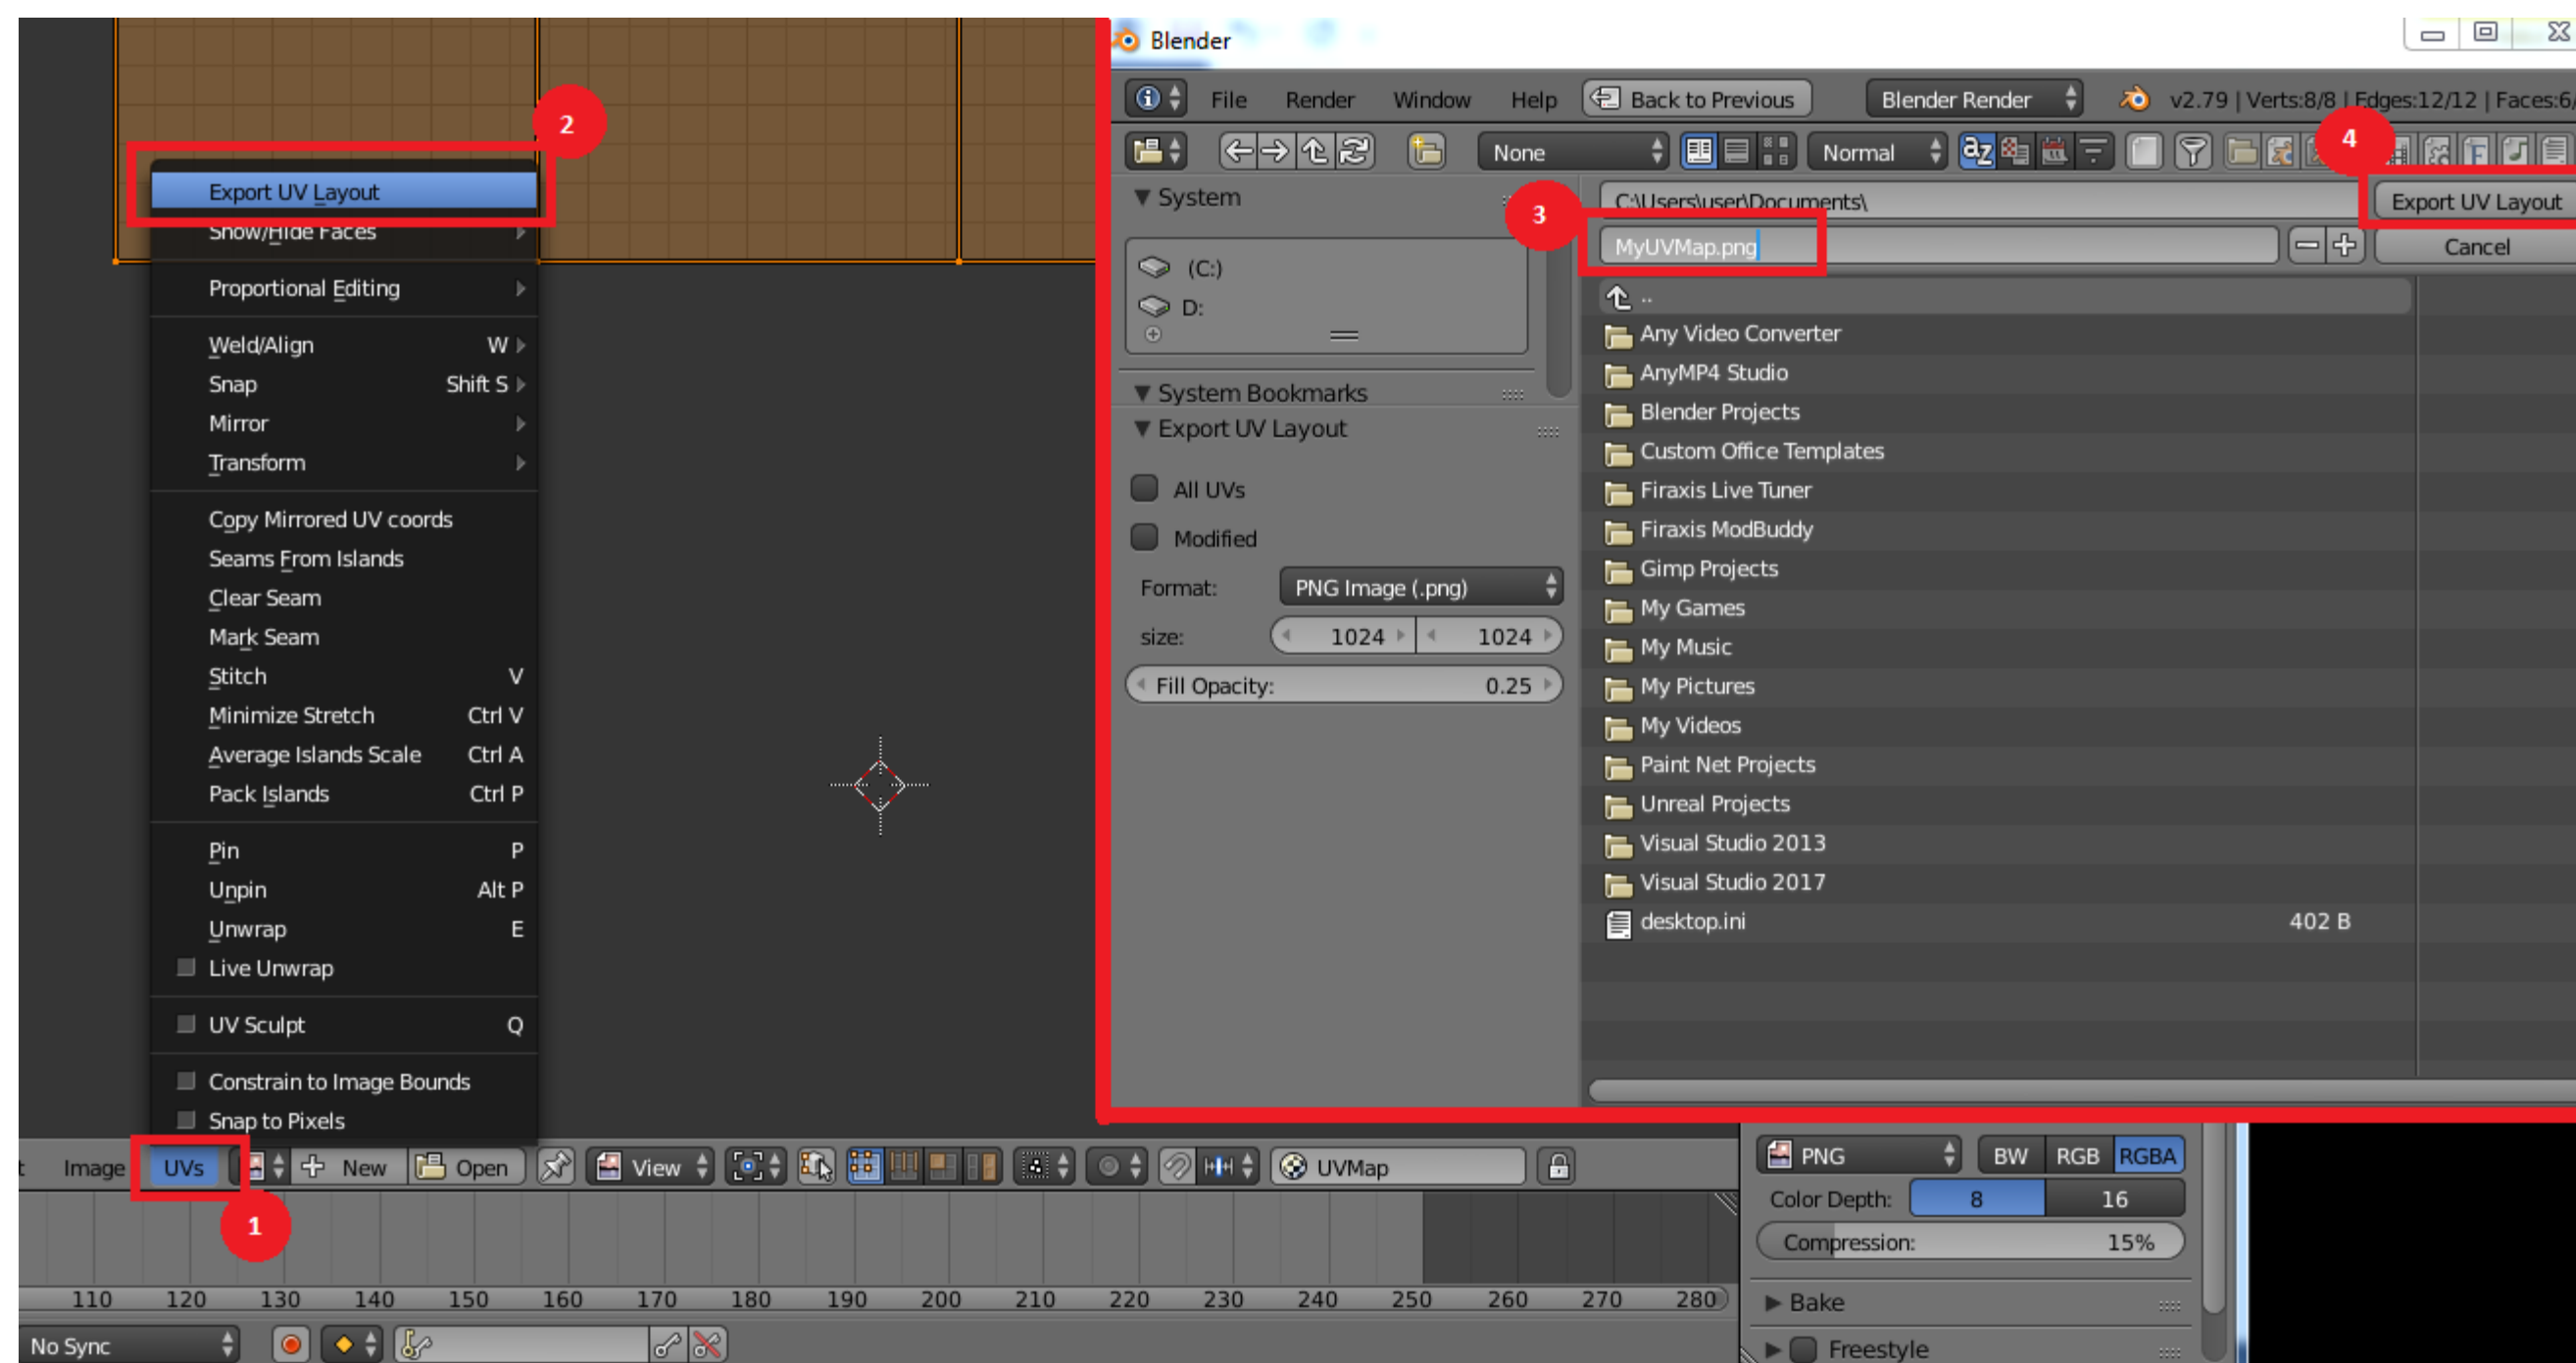 2
Export UV Layout
Show/Hide Faces
Proportional Editing
Weld/Align W
Snap Shift S
Mirror
Transform
Copy Mirrored UV coords
Seams From Islands
Clear Seam
Mark Seam
Stitch V
Minimize Stretch Ctrl V
Average Islands Scale Ctrl A
Pack Islands Ctrl P
Pin P
Unpin Alt P
Unwrap E
Live Unwrap
UV Sculpt Q
Constrain to Image Bounds
Snap to Pixels
Image UVs New Open View UVMap
1
110 120 130 140 150 160 170 180 190 200 210 220 230 240 250 260 270 280
No Sync
Blender
File Render Window Help Back to Previous Blender Render v2.79 | Verts:8/8 | Edges:12/12 | Faces:6/
None Normal az F
4
System
(C:)
D:
System Bookmarks
Export UV Layout
All UVs
Modified
Format: PNG Image (.png)
size: 1024 1024
Fill Opacity: 0.25
3
C:\Users\user\Documents\ Export UV Layout
MyUVMap.png Cancel
..
Any Video Converter
AnyMP4 Studio
Blender Projects
Custom Office Templates
Firaxis Live Tuner
Firaxis ModBuddy
Gimp Projects
My Games
My Music
My Pictures
My Videos
Paint Net Projects
Unreal Projects
Visual Studio 2013
Visual Studio 2017
desktop.ini 402 B
PNG BW RGB RGBA
Color Depth: 8 16
Compression: 15%
Bake
Freestyle